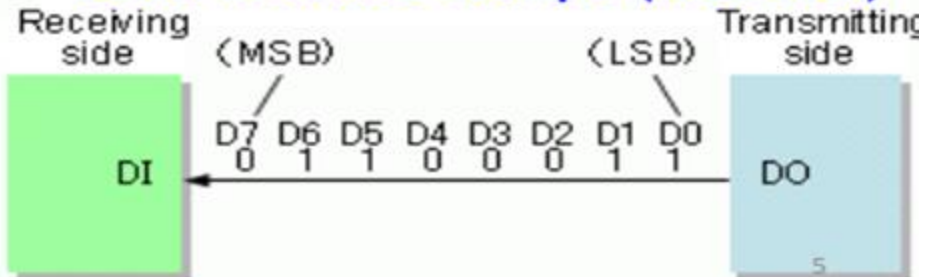 Receiving side
Transmitting side
(MSB)
(LSB)
D7 D6 D5 D4 D3 D2 D1 D0
0 1 1 0 0 0 1 1
DI
DO
5